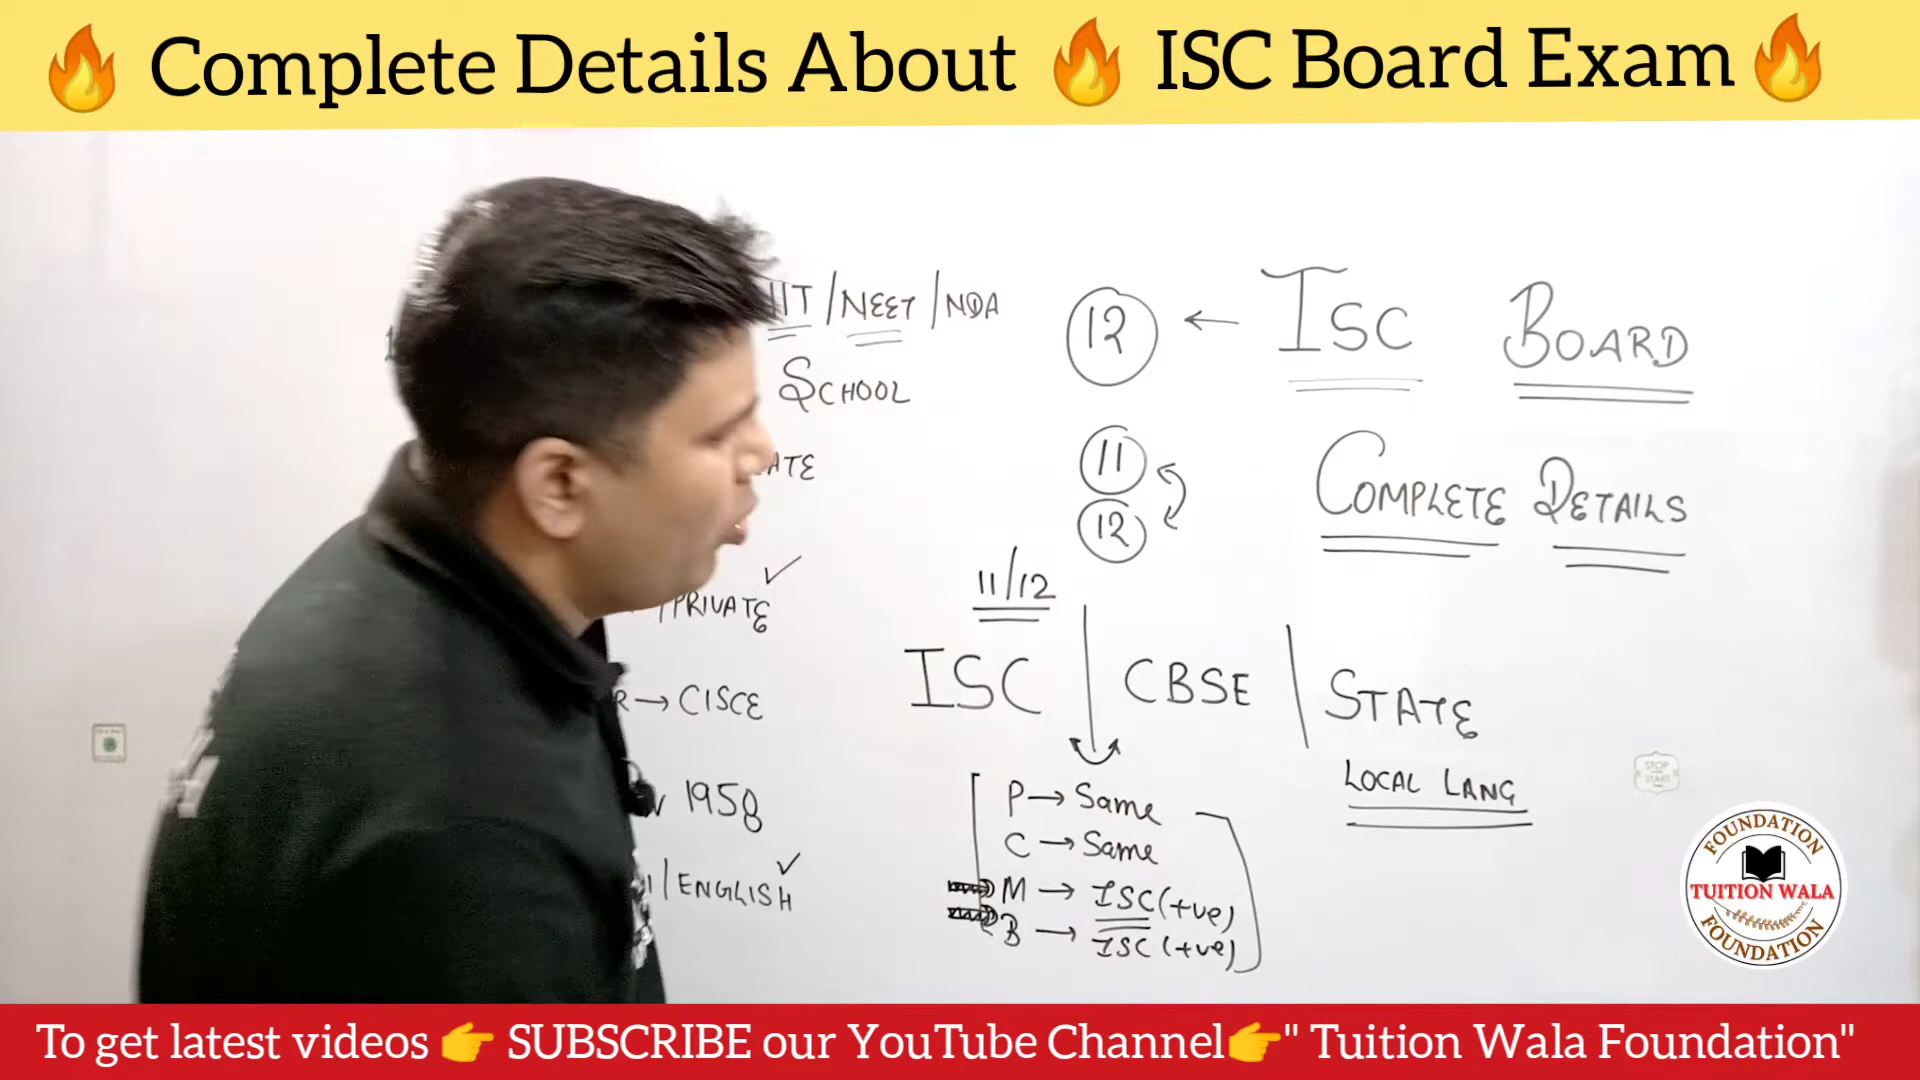 🔥 Complete Details About 🔥 ISC Board Exam 🔥
IIT / NEET / NDA
SCHOOL
PRIVATE
→ CISCE
1958
/ ENGLISH
12 ← ISC BOARD
11
12
COMPLETE DETAILS
11/12
ISC | CBSE | STATE
LOCAL LANG
P → Same
C → Same
M → ISC (+ve)
B → ISC (+ve)
FOUNDATION
TUITION WALA
FOUNDATION
To get latest videos 👉 SUBSCRIBE our YouTube Channel 👉 " Tuition Wala Foundation"